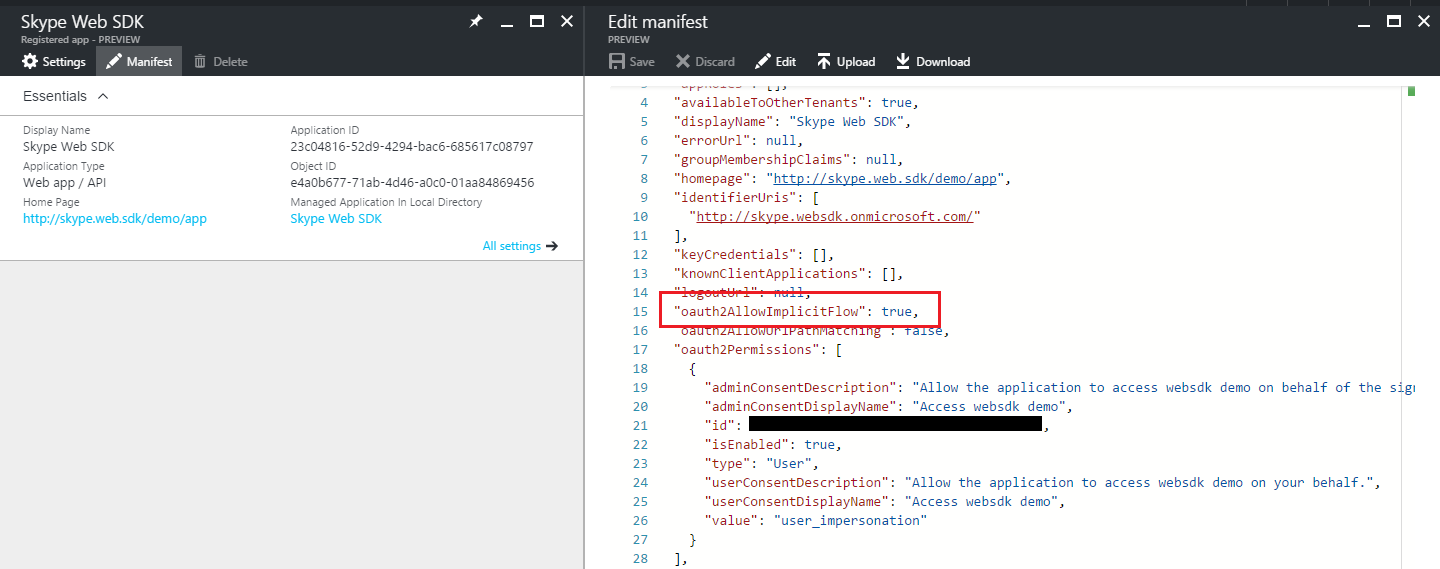 Skype Web SDK
Registered app - PREVIEW
Settings
Manifest
Delete
Essentials
Display Name
Skype Web SDK
Application Type
Web app / API
Home Page
http://skype.web.sdk/demo/app
Application ID
23c04816-52d9-4294-bac6-685617c08797
Object ID
e4a0b677-71ab-4d46-a0c0-01aa84869456
Managed Application In Local Directory
Skype Web SDK
All settings
Edit manifest
PREVIEW
Save
Discard
Edit
Upload
Download
3 "appRoles": [],
4 "availableToOtherTenants": true,
5 "displayName": "Skype Web SDK",
6 "errorUrl": null,
7 "groupMembershipClaims": null,
8 "homepage": "http://skype.web.sdk/demo/app",
9 "identifierUris": [
10 "http://skype.websdk.onmicrosoft.com/"
11 ],
12 "keyCredentials": [],
13 "knownClientApplications": [],
14 "logoutUrl": null,
15 "oauth2AllowImplicitFlow": true,
16 "oauth2AllowUrlPathMatching": false,
17 "oauth2Permissions": [
18 {
19 "adminConsentDescription": "Allow the application to access websdk demo on behalf of the sig
20 "adminConsentDisplayName": "Access websdk demo",
21 "id": ,
22 "isEnabled": true,
23 "type": "User",
24 "userConsentDescription": "Allow the application to access websdk demo on your behalf.",
25 "userConsentDisplayName": "Access websdk demo",
26 "value": "user_impersonation"
27 }
28 ],